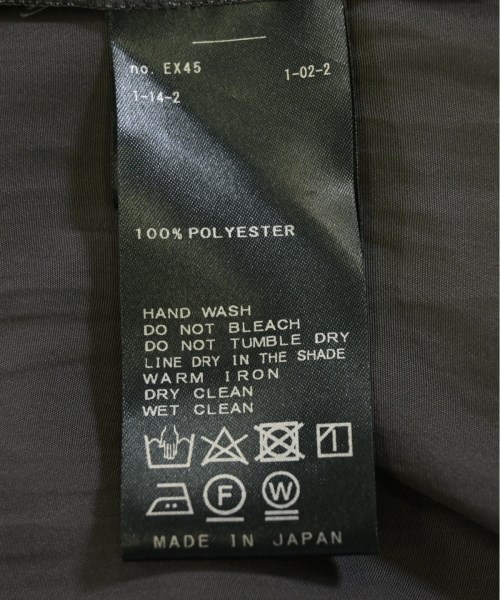 no. EX45 1-02-2
1-14-2
100% POLYESTER
HAND WASH
DO NOT BLEACH
DO NOT TUMBLE DRY
LINE DRY IN THE SHADE
WARM IRON
DRY CLEAN
WET CLEAN
F W
MADE IN JAPAN